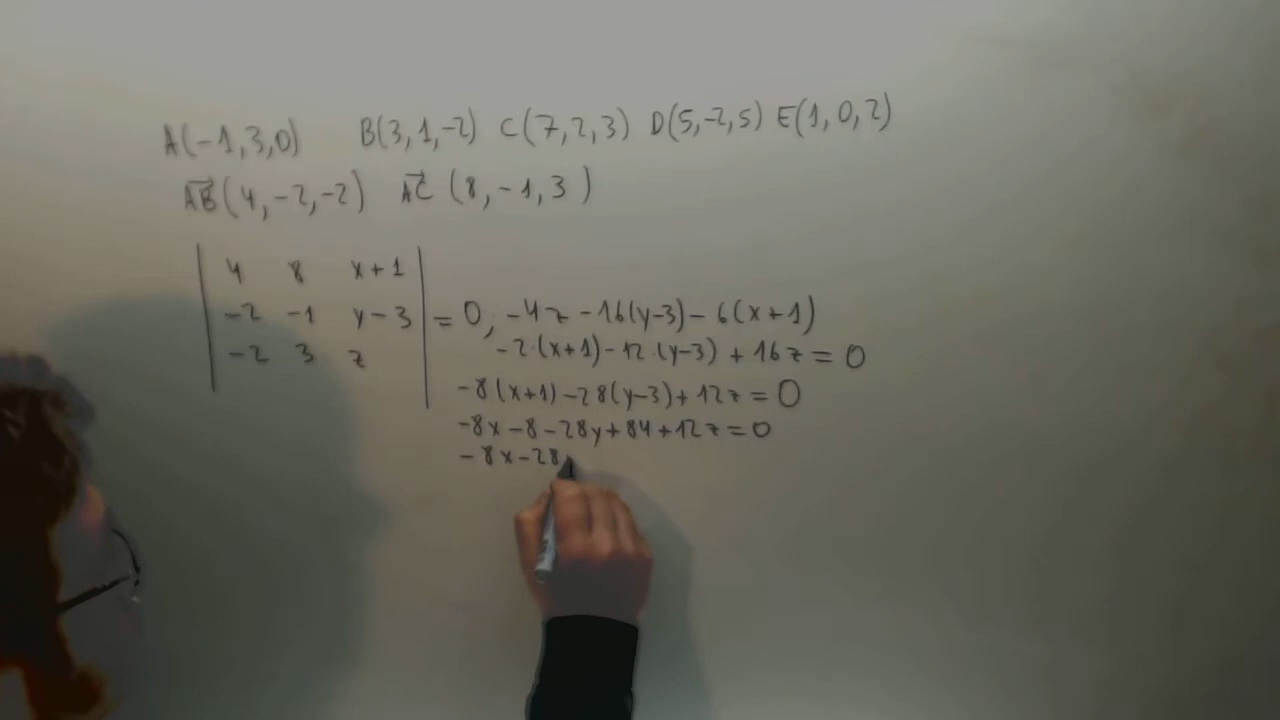 A(-1,3,0) B(3,1,-2) C(7,2,3) D(5,-2,5) E(1,0,2)
A⃗B⃗(4,-2,-2) A⃗C⃗(8,-1,3)
| 4 8 x+1 |
| -2 -1 y-3 | = 0, -4z -16(y-3) - 6(x+1)
| -2 3 z | -2·(x+1)-12·(y-3) + 16z = 0
-8(x+1)-28(y-3)+12z=0
-8x-8-28y+84+12z=0
-8x-28